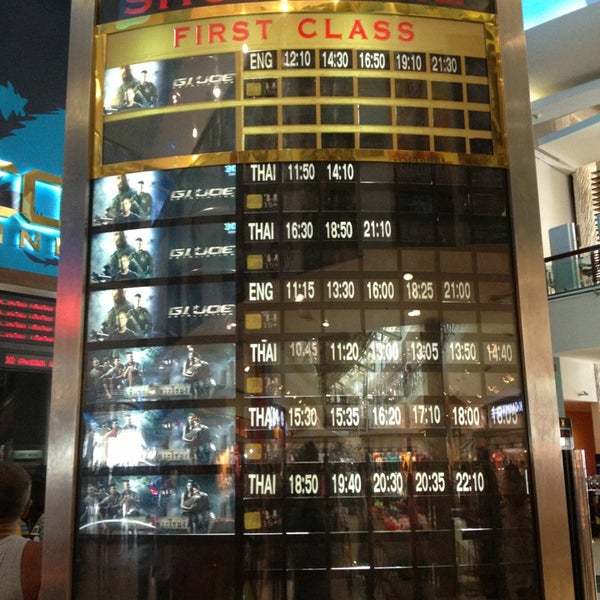 FIRST CLASS
G.I.JOE ENG 12:10 14:30 16:50 19:10 21:30
THAI 11:50 14:10
THAI 16:30 18:50 21:10
G.I.JOE ENG 11:15 13:30 16:00 18:25 21:00
THAI 10:45 11:20 13:00 13:05 13:50 14:40
THAI 15:30 15:35 16:20 17:10 18:00
THAI 18:50 19:40 20:30 20:35 22:10